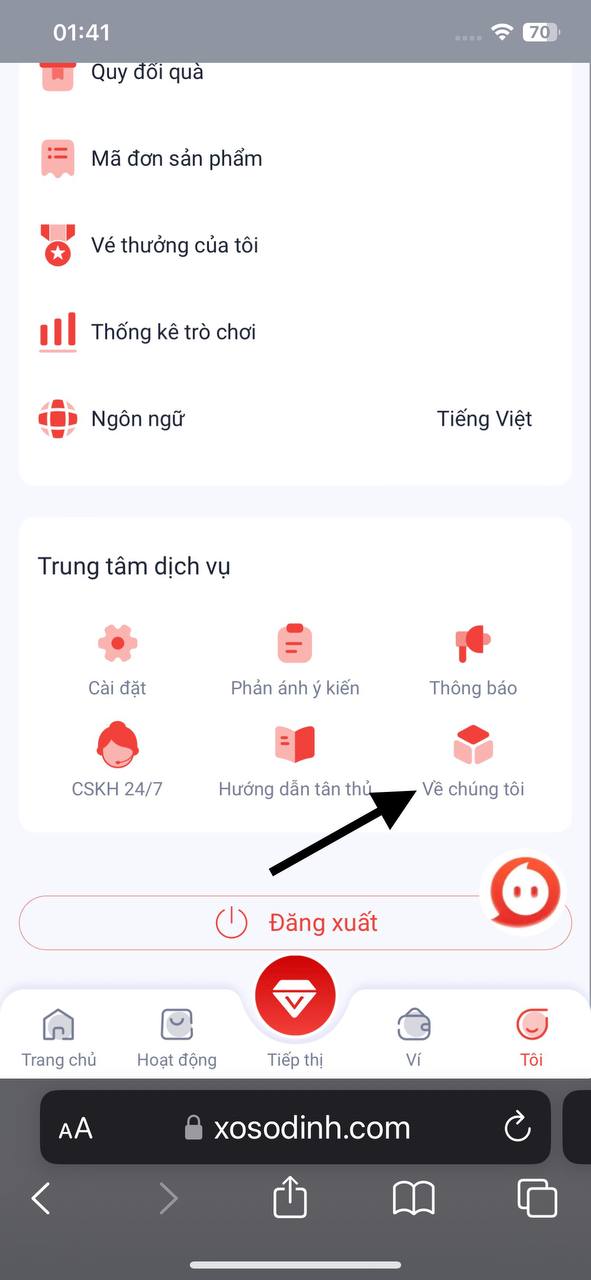 01:41
70
Quy đổi quà
Mã đơn sản phẩm
Vé thưởng của tôi
Thống kê trò chơi
Ngôn ngữ Tiếng Việt
Trung tâm dịch vụ
Cài đặt Phản ánh ý kiến Thông báo
CSKH 24/7 Hướng dẫn tân thủ Về chúng tôi
Đăng xuất
Trang chủ Hoạt động Tiếp thị Ví Tôi
AA xosodinh.com